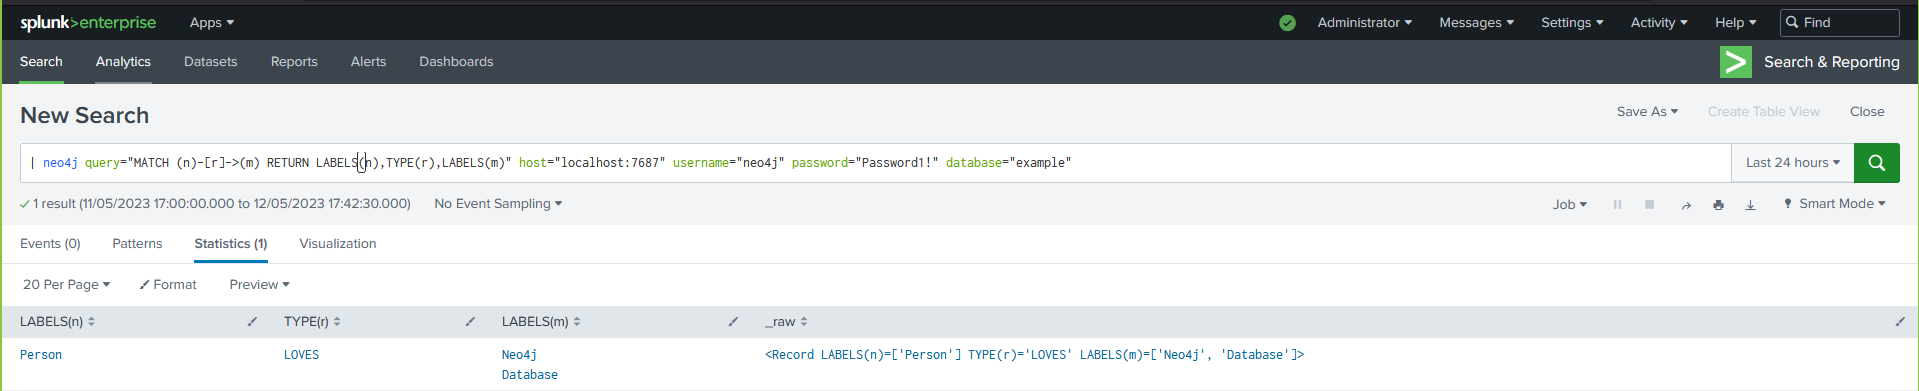 splunk>enterprise Apps Administrator Messages Settings Activity Help Find
Search Analytics Datasets Reports Alerts Dashboards > Search & Reporting
New Search Save As Create Table View Close
| neo4j query="MATCH (n)-[r]->(m) RETURN LABELS(n),TYPE(r),LABELS(m)" host="localhost:7687" username="neo4j" password="Password1!" database="example" Last 24 hours
1 result (11/05/2023 17:00:00.000 to 12/05/2023 17:42:30.000) No Event Sampling Job Smart Mode
Events (0) Patterns Statistics (1) Visualization
20 Per Page Format Preview
LABELS(n) TYPE(r) LABELS(m) _raw
Person LOVES Neo4j <Record LABELS(n)=['Person'] TYPE(r)='LOVES' LABELS(m)=['Neo4j', 'Database']>
Database